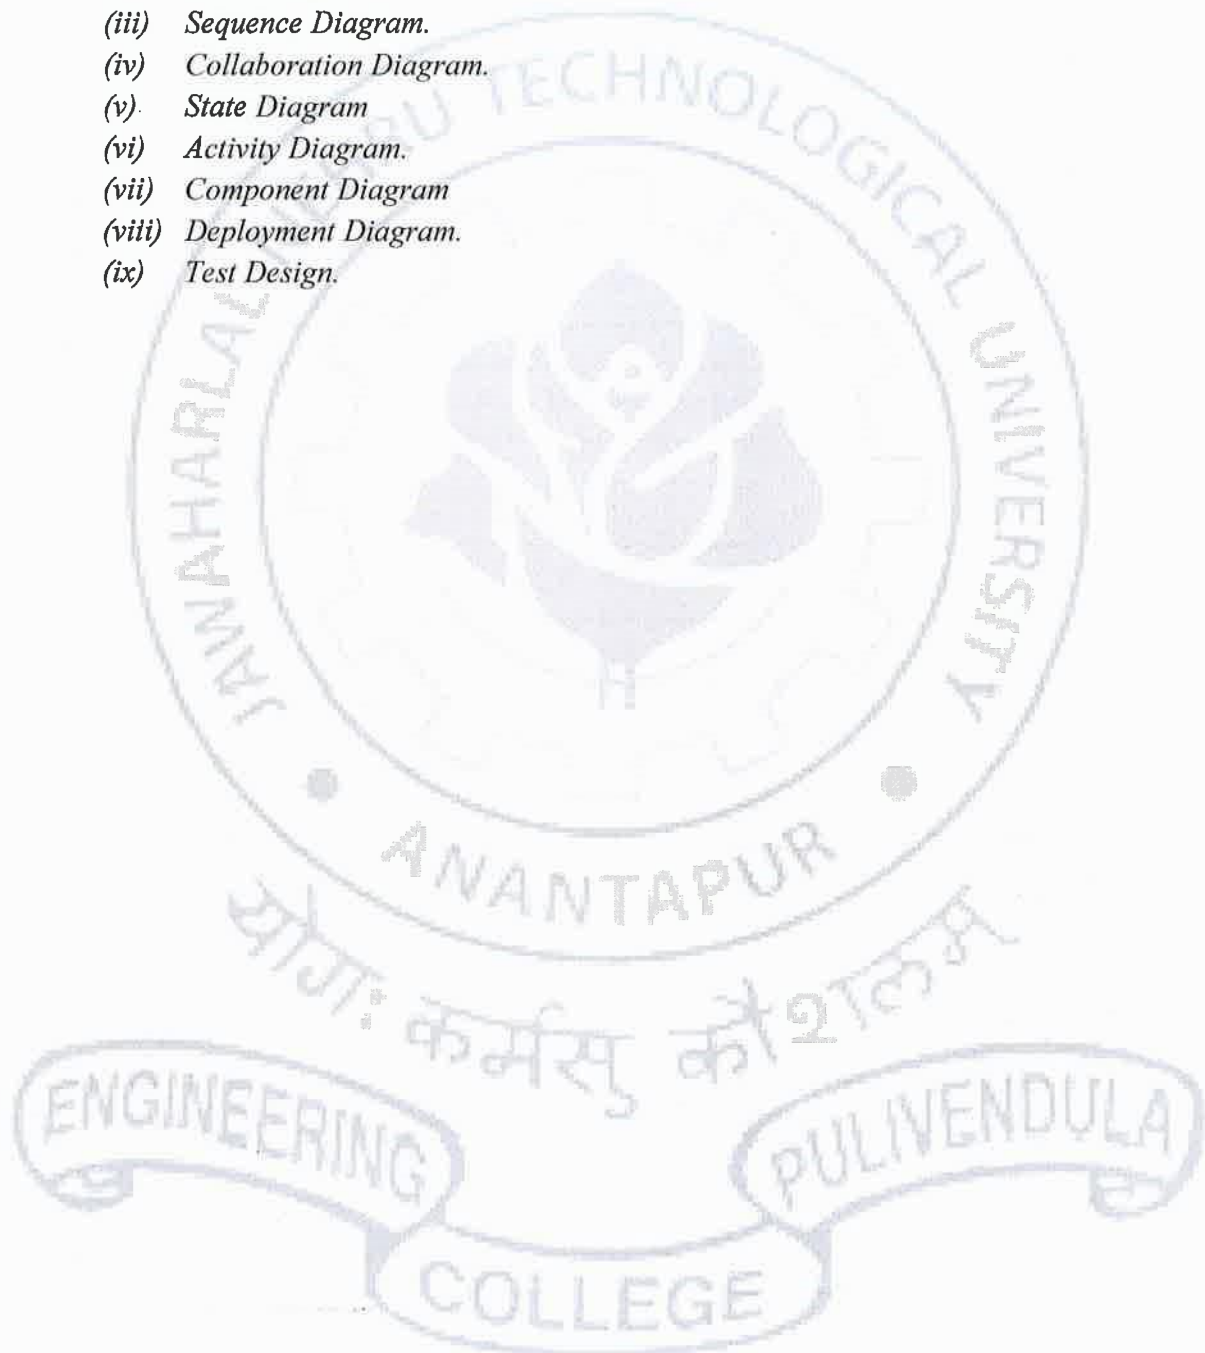 (iii) Sequence Diagram.
(iv) Collaboration Diagram.
(v) State Diagram
(vi) Activity Diagram.
(vii) Component Diagram
(viii) Deployment Diagram.
(ix) Test Design.
JAWAHARLAL NEHRU TECHNOLOGICAL UNIVERSITY
• ANANTAPUR •
योगः कर्मसु कौशलम
ENGINEERING
COLLEGE
PULIVENDULA